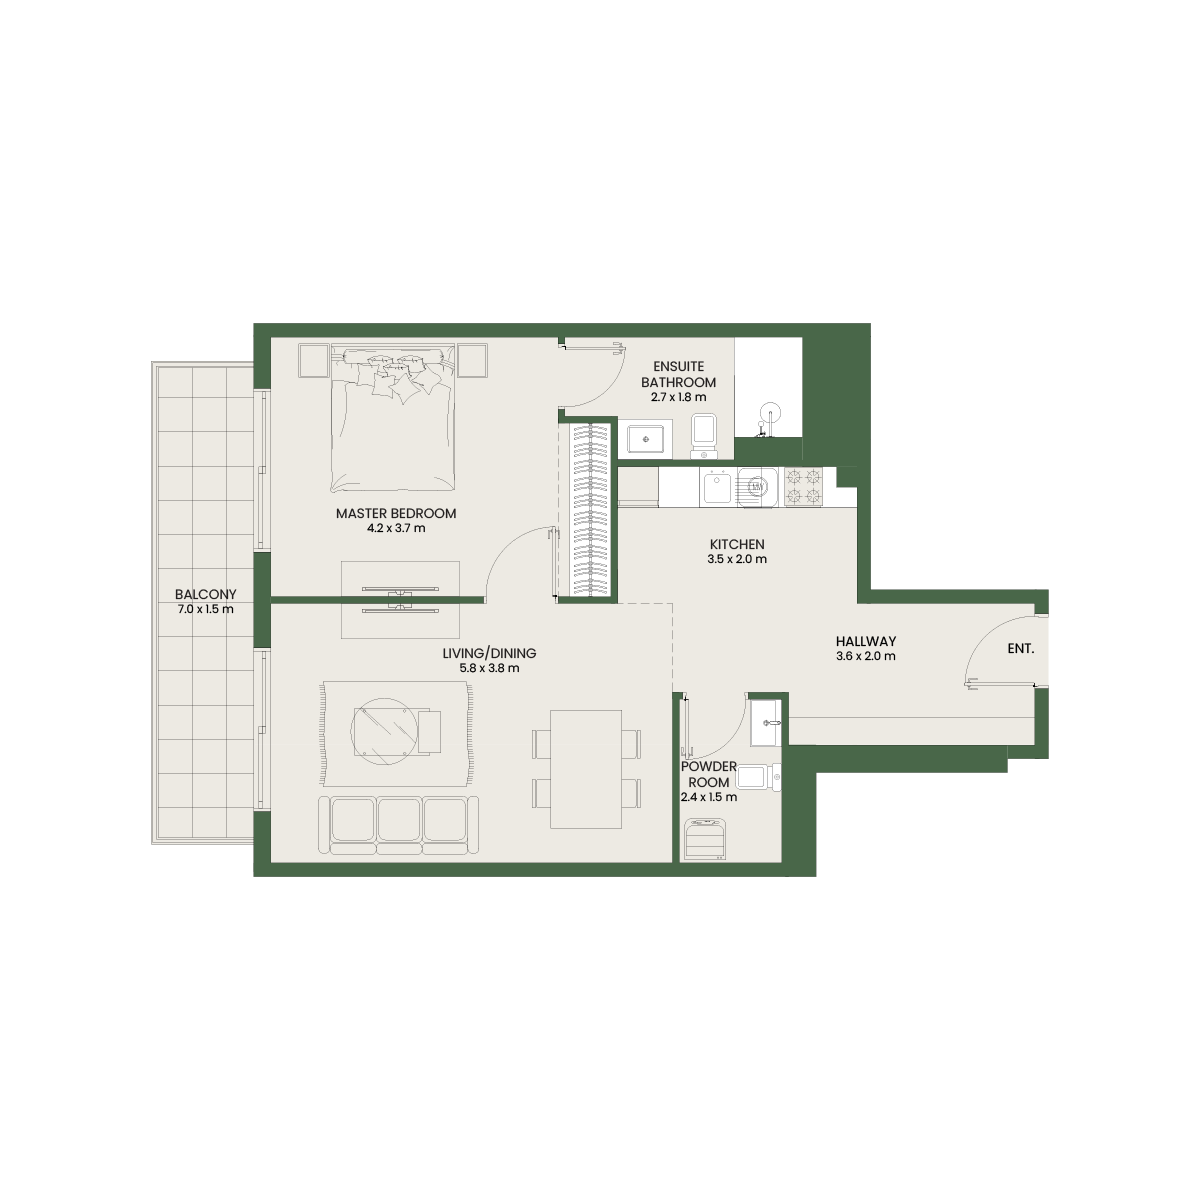 ENSUITE
BATHROOM
2.7 x 1.8 m
MASTER BEDROOM
4.2 x 3.7 m
KITCHEN
3.5 x 2.0 m
BALCONY
7.0 x 1.5 m
HALLWAY
3.6 x 2.0 m
ENT.
LIVING/DINING
5.8 x 3.8 m
POWDER
ROOM
2.4 x 1.5 m